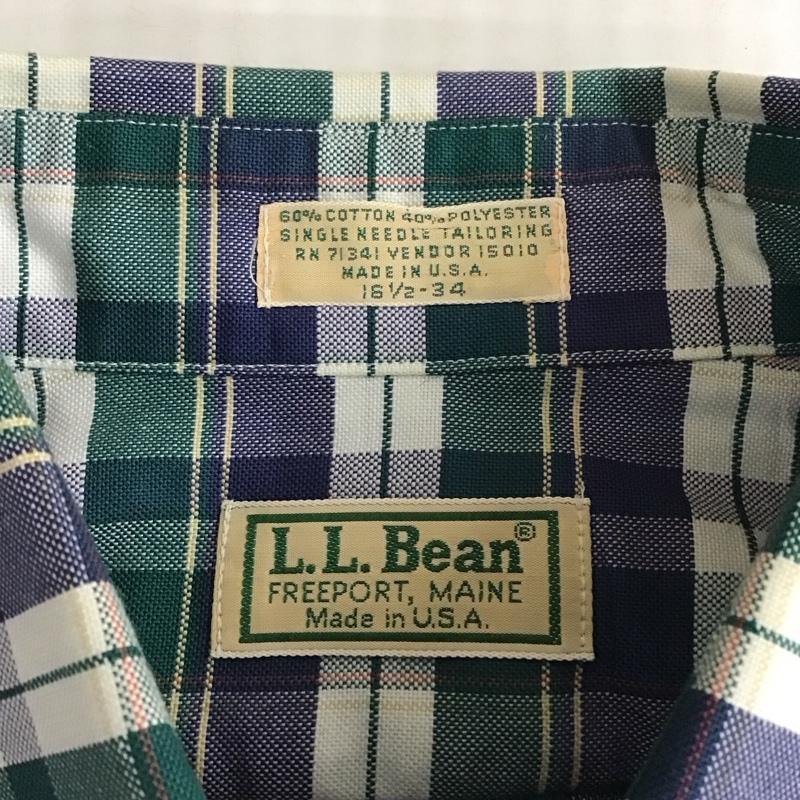 60% COTTON 40% POLYESTER
SINGLE NEEDLE TAILORING
RN 71341 VENDOR 15010
MADE IN U.S.A.
16 1/2-34
L.L.Bean®
FREEPORT, MAINE
Made in U.S.A.